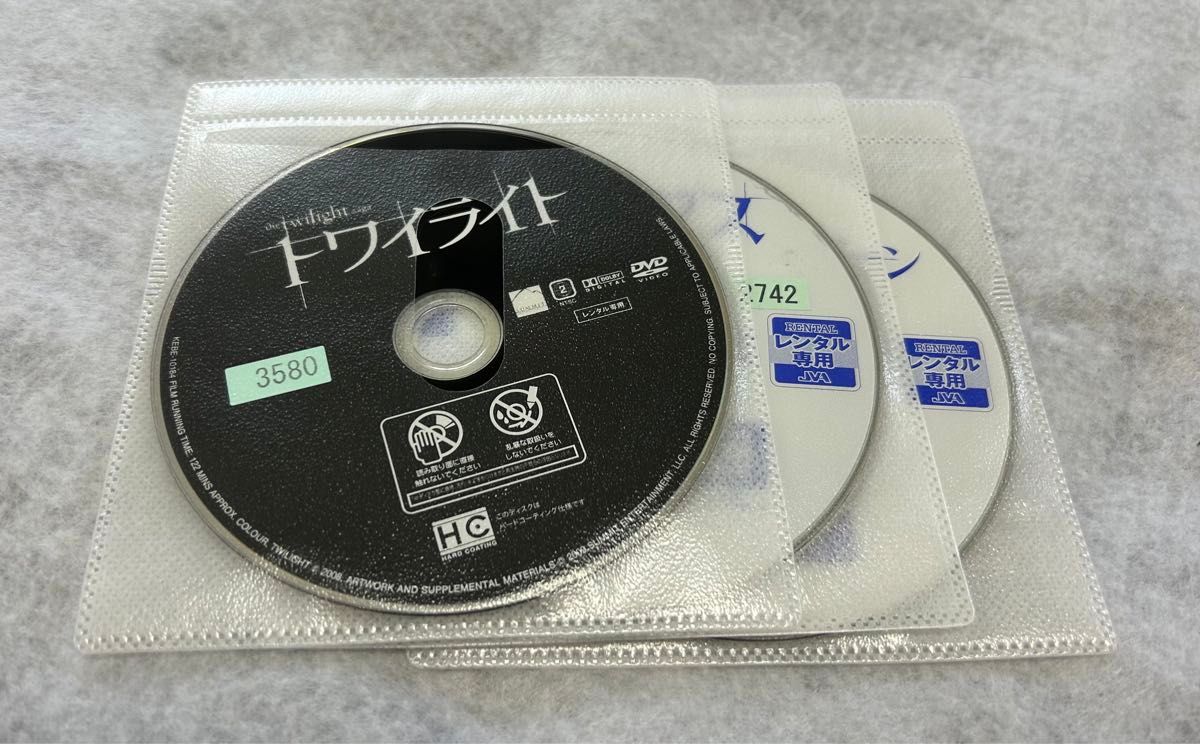 the twilight saga
トワイライト
2
NTSC
DOLBY
DIGITAL
DVD
VIDEO
レンタル専用
3580
読み取り面に直接
触れないでください
乱暴な取扱いを
しないでください
HC
HARD COATING
このディスクは
ハードコーティング仕様です
KEBE-10184 FILM RUNNING TIME: 122 MINS APPROX. COLOUR. TWILIGHT © 2008. ARTWORK AND SUPPLEMENTAL MATERIALS © 2009 SUMMIT ENTERTAINMENT, LLC. ALL RIGHTS RESERVED. NO COPYING. SUBJECT TO APPLICABLE LAWS
ス
2742
RENTAL
レンタル
専用
JVA
ン
RENTAL
レンタル
専用
JVA